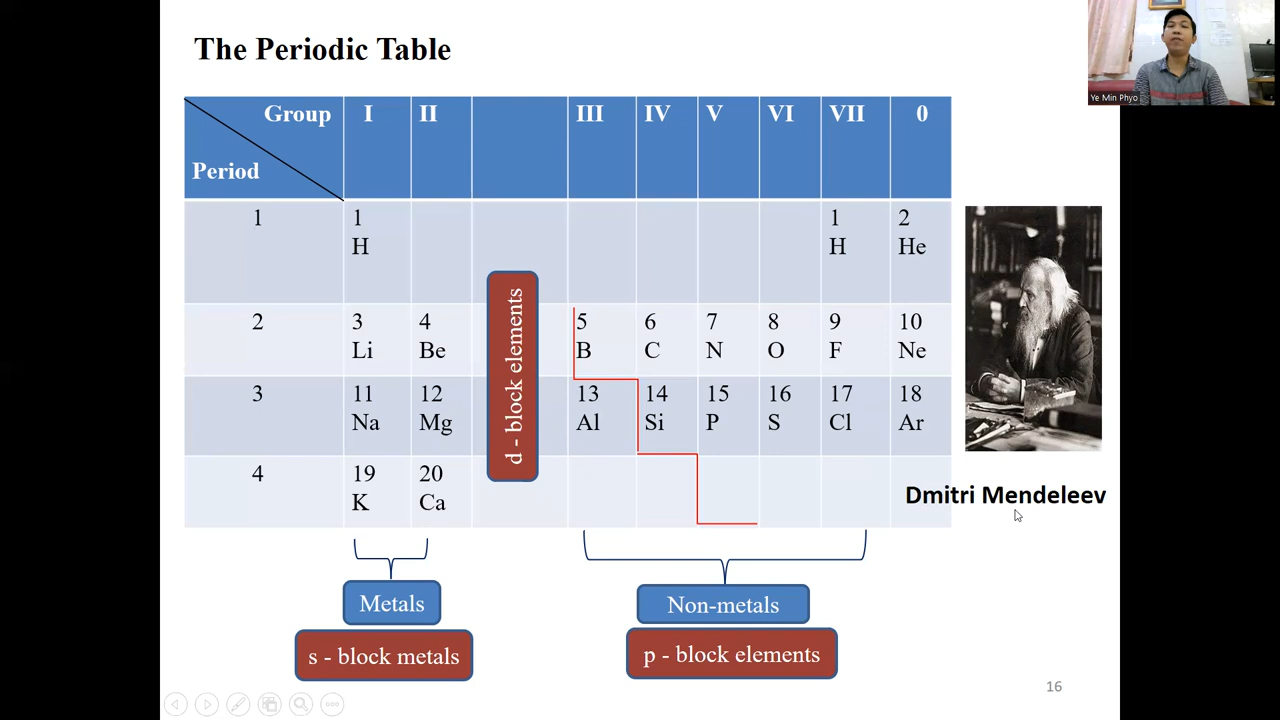 The Periodic Table
Ye Min Phyo
Group I II III IV V VI VII 0
Period
1 1 1 2
H H He
2 3 4 5 6 7 8 9 10
Li Be B C N O F Ne
3 11 12 13 14 15 16 17 18
Na Mg Al Si P S Cl Ar
4 19 20
K Ca
d - block elements
Dmitri Mendeleev
Metals Non-metals
s - block metals p - block elements
16